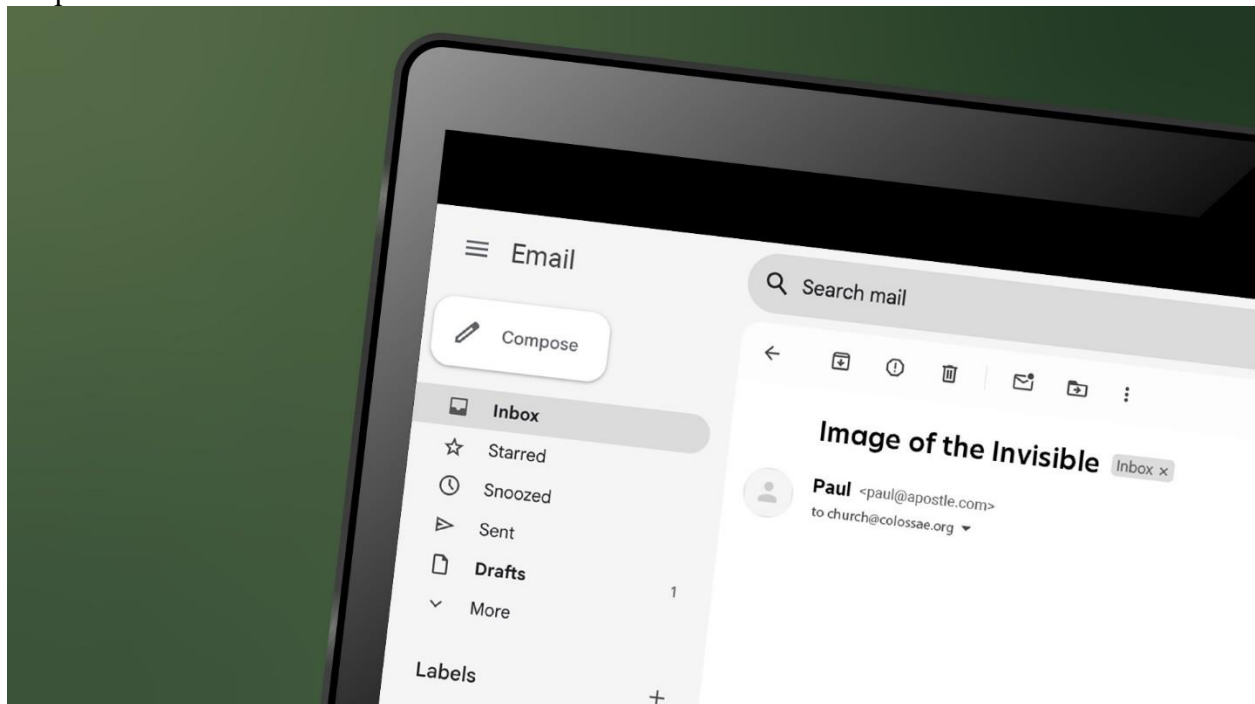 Email
Search mail
Compose
Inbox
Starred
Snoozed
Sent
Drafts 1
More
Labels +
Image of the Invisible Inbox ×
Paul <paul@apostle.com>
to church@colossae.org